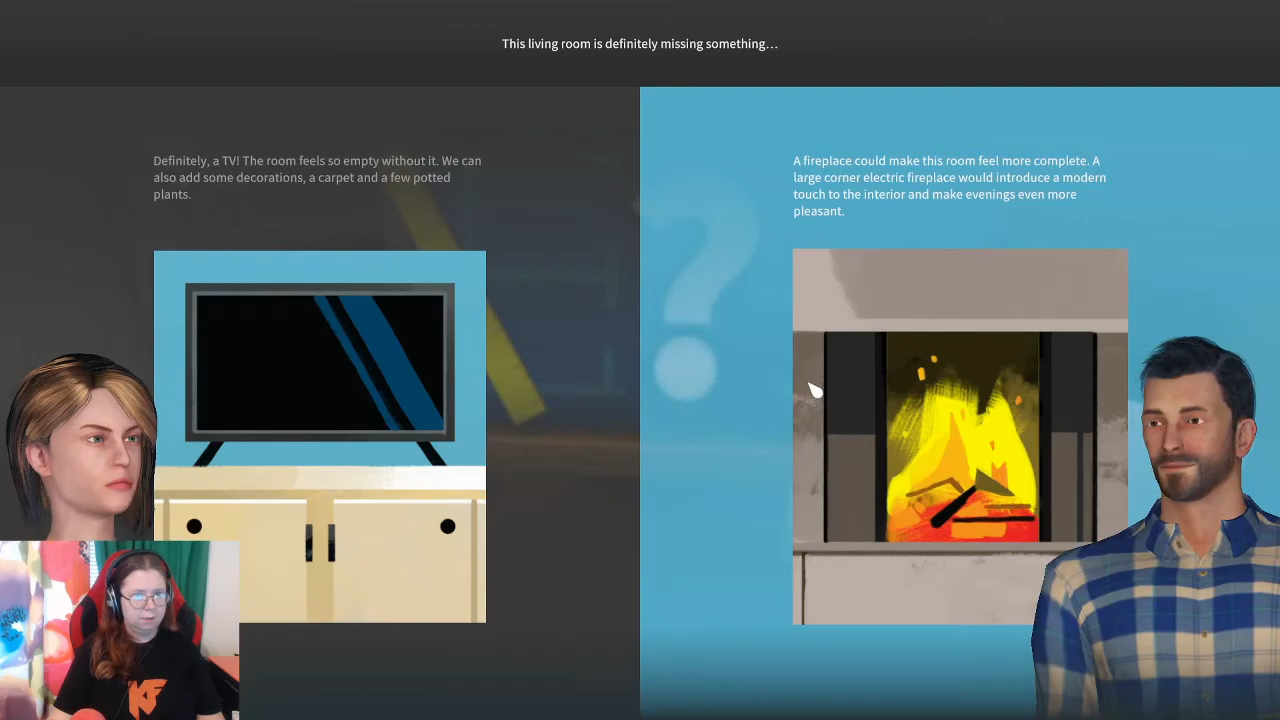 This living room is definitely missing something...
Definitely, a TV! The room feels so empty without it. We can
also add some decorations, a carpet and a few potted
plants.
A fireplace could make this room feel more complete. A
large corner electric fireplace would introduce a modern
touch to the interior and make evenings even more
pleasant.
?
KF